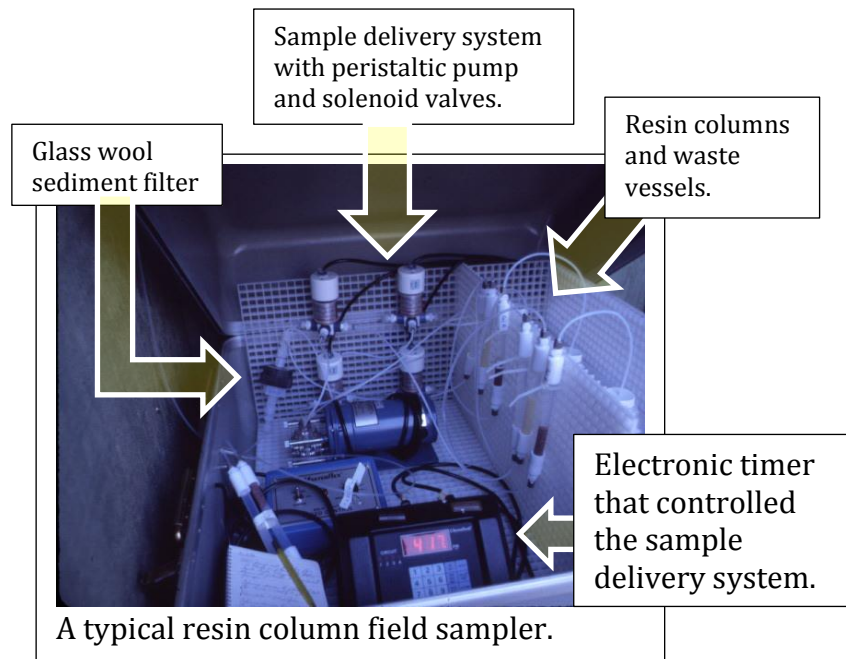 Sample delivery system
with peristaltic pump
and solenoid valves.
Glass wool
sediment filter
Resin columns
and waste
vessels.
Electronic timer
that controlled
the sample
delivery system.
A typical resin column field sampler.